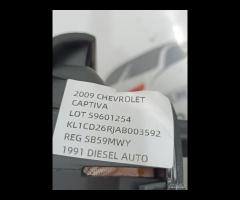 2009 CHEVROLET
CAPTIVA
LOT 59601254
KL1CD26RJAB003592
REG SB59MWY
1991 DIESEL AUTO